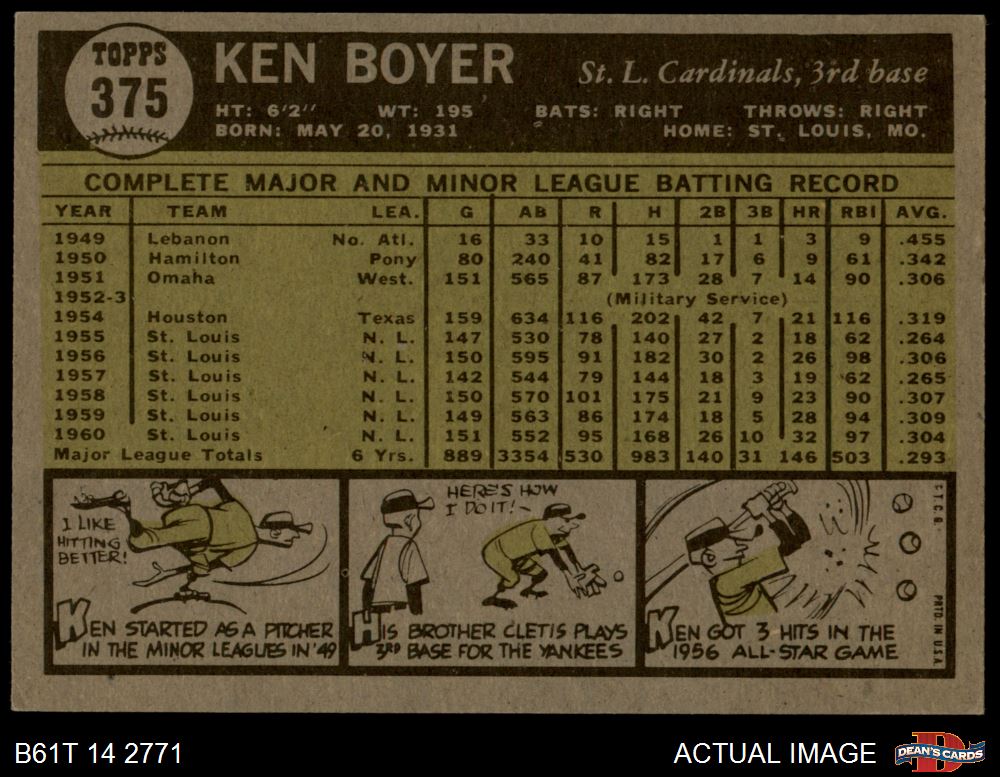 TOPPS
375
KEN BOYER St. L. Cardinals, 3rd base
HT: 6'2" WT: 195 BATS: RIGHT THROWS: RIGHT
BORN: MAY 20, 1931 HOME: ST. LOUIS, MO.
COMPLETE MAJOR AND MINOR LEAGUE BATTING RECORD
YEAR TEAM LEA. G AB R H 2B 3B HR RBI AVG.
1949 Lebanon No. Atl. 16 33 10 15 1 1 3 9 .455
1950 Hamilton Pony 80 240 41 82 17 6 9 61 .342
1951 Omaha West. 151 565 87 173 28 7 14 90 .306
1952-3 (Military Service)
1954 Houston Texas 159 634 116 202 42 7 21 116 .319
1955 St. Louis N. L. 147 530 78 140 27 2 18 62 .264
1956 St. Louis N. L. 150 595 91 182 30 2 26 98 .306
1957 St. Louis N. L. 142 544 79 144 18 3 19 62 .265
1958 St. Louis N. L. 150 570 101 175 21 9 23 90 .307
1959 St. Louis N. L. 149 563 86 174 18 5 28 94 .309
1960 St. Louis N. L. 151 552 95 168 26 10 32 97 .304
Major League Totals 6 Yrs. 889 3354 530 983 140 31 146 503 .293
I LIKE
HITTING
BETTER!
KEN STARTED AS A PITCHER
IN THE MINOR LEAGUES IN '49
HERE'S HOW
I DO IT!-
HIS BROTHER CLETIS PLAYS
3RD BASE FOR THE YANKEES
KEN GOT 3 HITS IN THE
1956 ALL-STAR GAME
©T.C.G.
PRTD. IN U.S.A.
B61T 14 2771 ACTUAL IMAGE
D
DEAN'S CARDS